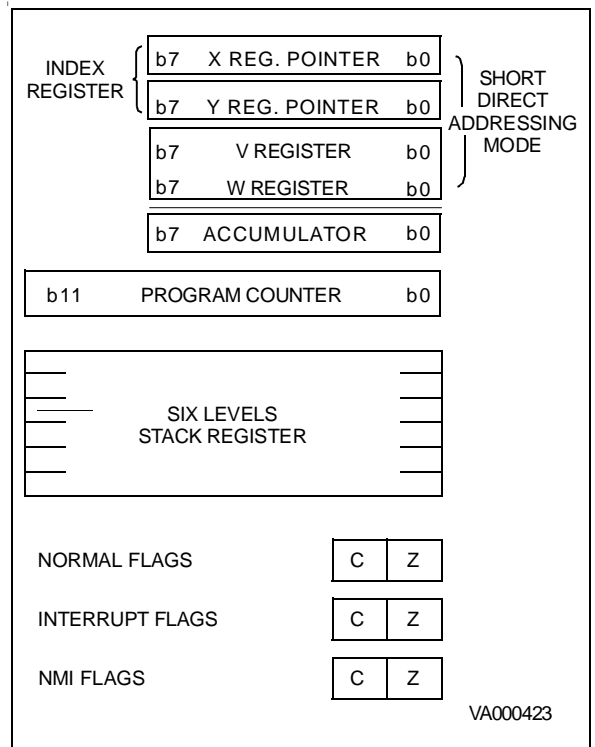 INDEX
REGISTER
b7 X REG. POINTER b0
b7 Y REG. POINTER b0
b7 V REGISTER b0
b7 W REGISTER b0
SHORT
DIRECT
ADDRESSING
MODE
b7 ACCUMULATOR b0
b11 PROGRAM COUNTER b0
SIX LEVELS
STACK REGISTER
NORMAL FLAGS C Z
INTERRUPT FLAGS C Z
NMI FLAGS C Z
VA000423